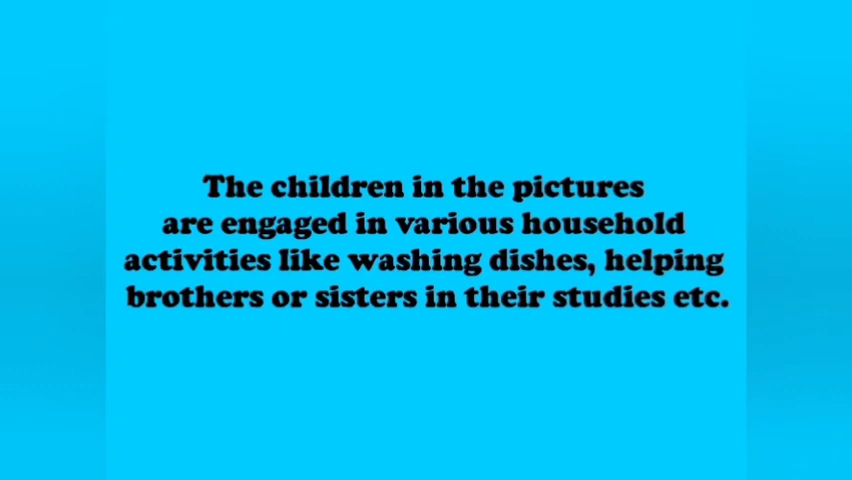 The children in the pictures
are engaged in various household
activities like washing dishes, helping
brothers or sisters in their studies etc.